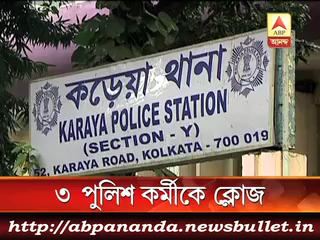 abp
আনন্দ
কড়েয়া থানা
KARAYA POLICE STATION
(SECTION - Y)
52, KARAYA ROAD, KOLKATA - 700 019
৩ পুলিশ কর্মীকে ক্লোজ
http://abpananda.newsbullet.in